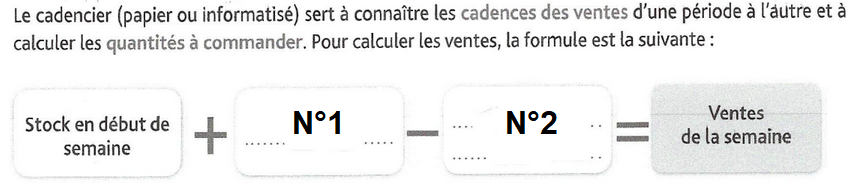 Le cadencier (papier ou informatisé) sert à connaître les cadences des ventes d'une période à l'autre et à
calculer les quantités à commander. Pour calculer les ventes, la formule est la suivante :
Stock en début de
semaine
+
...... N°1 .....
−
.... N°2 ..
...... ..
=
Ventes
de la semaine